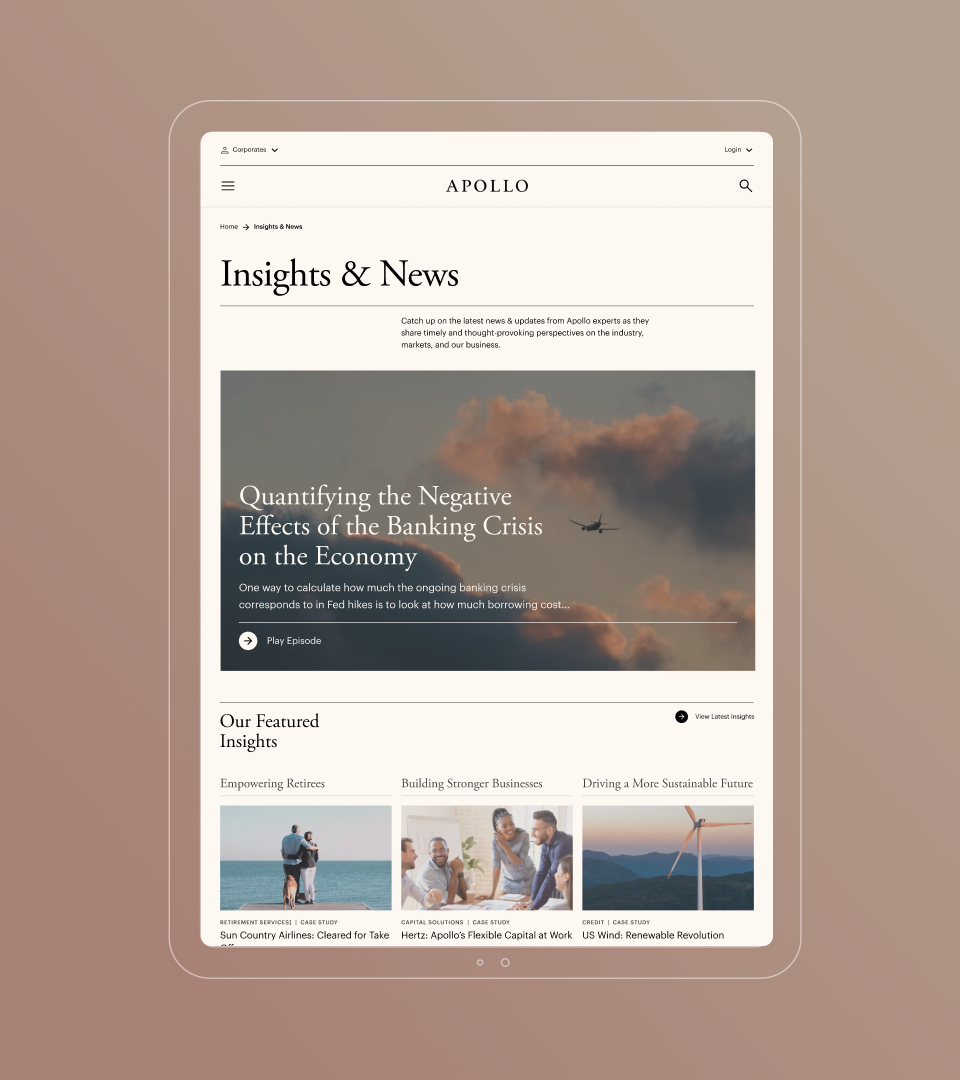 Corporates
Login
APOLLO
Home → Insights & News
Insights & News
Catch up on the latest news & updates from Apollo experts as they
share timely and thought-provoking perspectives on the industry,
markets, and our business.
Quantifying the Negative
Effects of the Banking Crisis
on the Economy
One way to calculate how much the ongoing banking crisis
corresponds to in Fed hikes is to look at how much borrowing cost...
Play Episode
Our Featured
Insights
View Latest Insights
Empowering Retirees
Building Stronger Businesses
Driving a More Sustainable Future
RETIREMENT SERVICES] | CASE STUDY
Sun Country Airlines: Cleared for Take
CAPITAL SOLUTIONS | CASE STUDY
Hertz: Apollo's Flexible Capital at Work
CREDIT | CASE STUDY
US Wind: Renewable Revolution